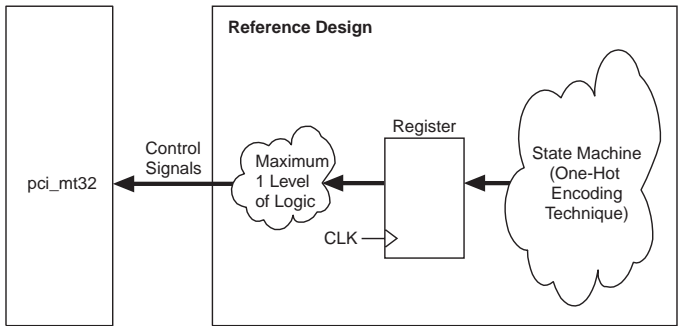 Reference Design
pci_mt32
Control
Signals
Maximum
1 Level
of Logic
Register
CLK
State Machine
(One-Hot
Encoding
Technique)